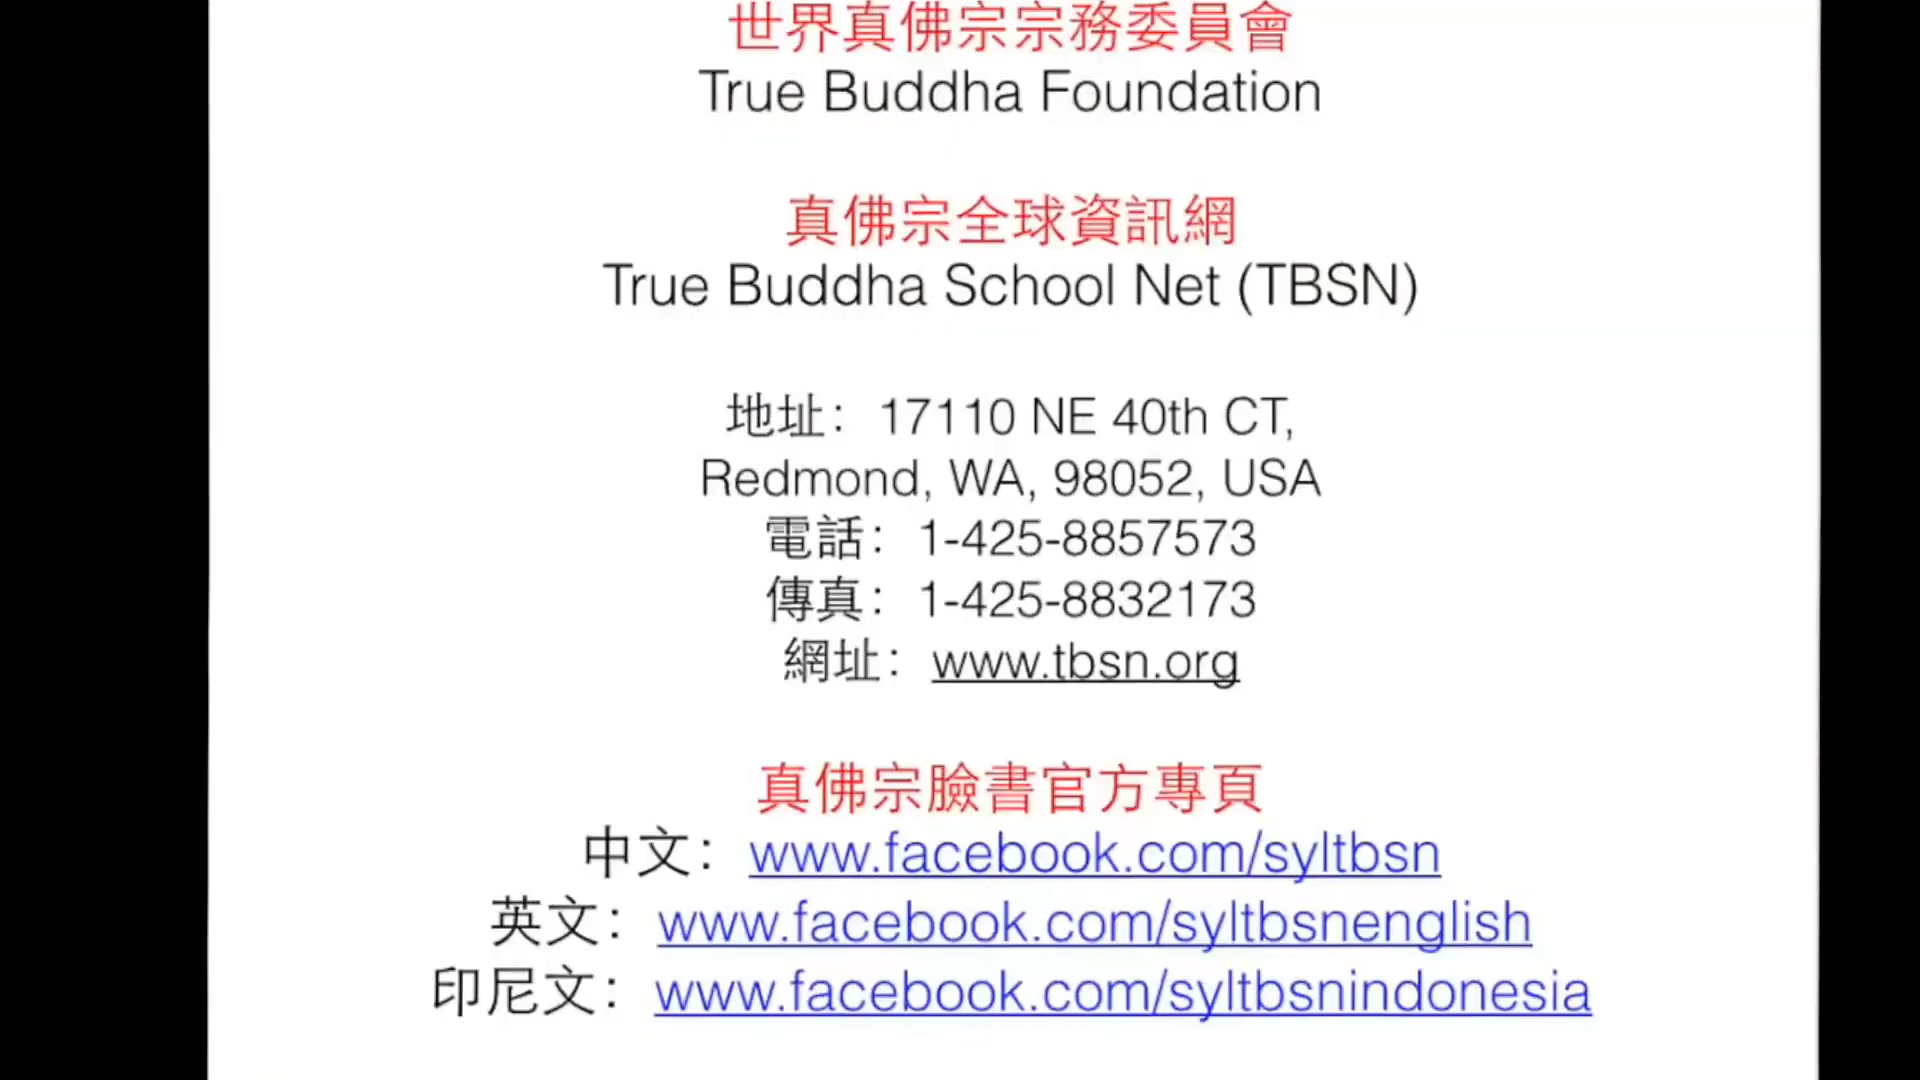 世界真佛宗宗務委員會
True Buddha Foundation
真佛宗全球資訊網
True Buddha School Net (TBSN)
地址：17110 NE 40th CT,
Redmond, WA, 98052, USA
電話：1-425-8857573
傳真：1-425-8832173
網址：www.tbsn.org
真佛宗臉書官方專頁
中文：www.facebook.com/syltbsn
英文：www.facebook.com/syltbsnenglish
印尼文：www.facebook.com/syltbsnindonesia